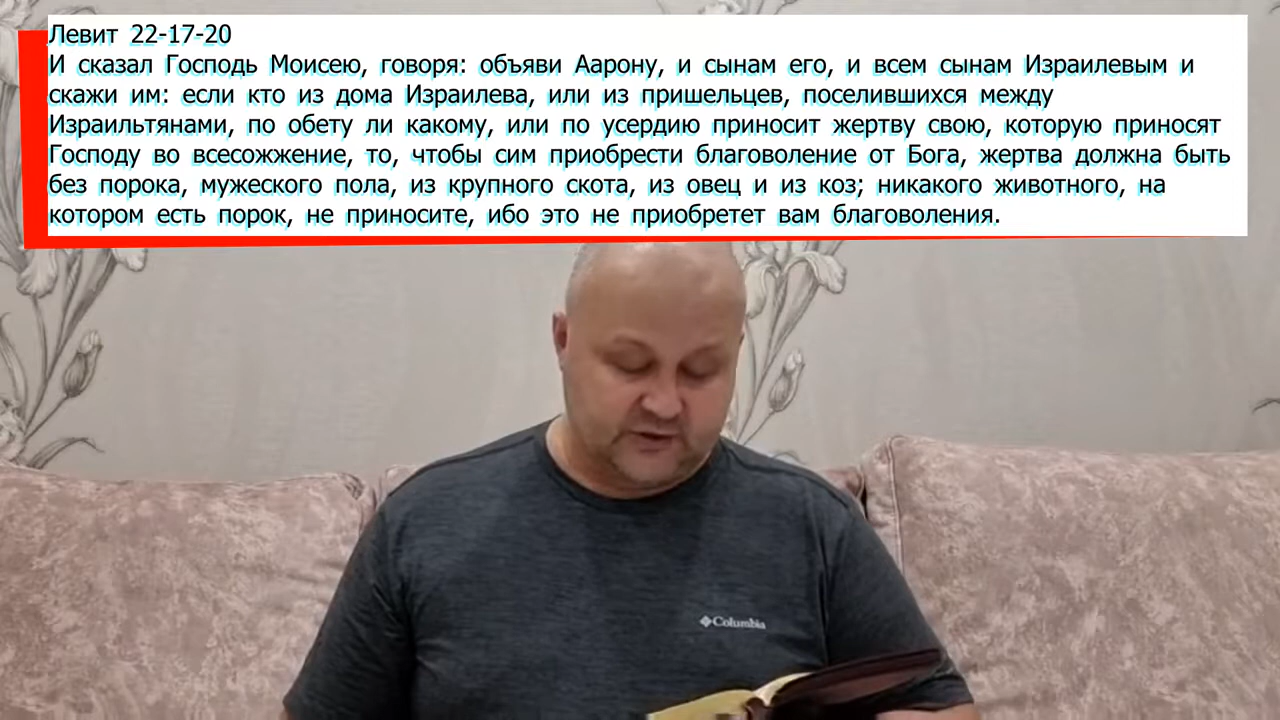 Левит 22-17-20
И сказал Господь Моисею, говоря: объяви Аарону, и сынам его, и всем сынам Израилевым и
скажи им: если кто из дома Израилева, или из пришельцев, поселившихся между
Израильтянами, по обету ли какому, или по усердию приносит жертву свою, которую приносят
Господу во всесожжение, то, чтобы сим приобрести благоволение от Бога, жертва должна быть
без порока, мужеского пола, из крупного скота, из овец и из коз; никакого животного, на
котором есть порок, не приносите, ибо это не приобретет вам благоволения.
Columbia